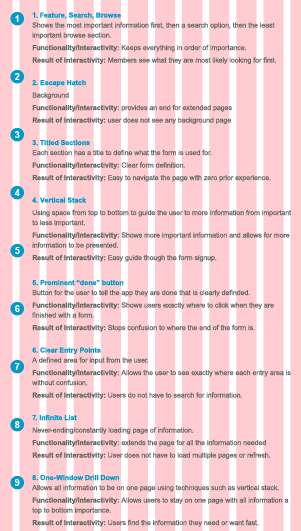 1
1. Feature, Search, Browse
Shows the most important information first, then a search option, then the least
important browse section.
Functionality/Interactivity: Keeps everything in order of importance.
Result of Interactivity: Members see what they are most likely looking for first.
2
2. Escape Hatch
Background
Functionality/Interactivity: provides an end for extended pages
Result of Interactivity: user does not see any background page
3
3. Titled Sections
Each section has a title to define what the form is used for.
Functionality/Interactivity: Clear form definition.
Result of Interactivity: Easy to navigate the page with zero prior experience.
4
4. Vertical Stack
Using space from top to bottom to guide the user to more information from important
to less important.
Functionality/Interactivity: Shows more important information and allows for more
information to be presented.
5
Result of Interactivity: Easy guide though the form signup.
5. Prominent "done" button
Button for the user to tell the app they are done that is clearly definded.
6
Functionality/Interactivity: Shows users exactly where to click when they are
finished with a form.
Result of Interactivity: Stops confusion to where the end of the form is.
6. Clear Entry Points
A defined area for input from the user.
7
Functionality/Interactivity: Allows the user to see exactly where each entry area is
without confusion.
Result of Interactivity: Users do not have to search for information.
7. Infinite List
8
Never-ending/constantly loading page of information.
Functionality/Interactivity: extends the page for all the information needed
Result of Interactivity: User does not have to load multiple pages or refresh.
8. One-Window Drill Down
9
Allows all information to be on one page using techniques such as vertical stack.
Functionality/Interactivity: Allows users to stay on one page with all information a
top to bottom importance.
Result of Interactivity: Users find the information they need or want fast.